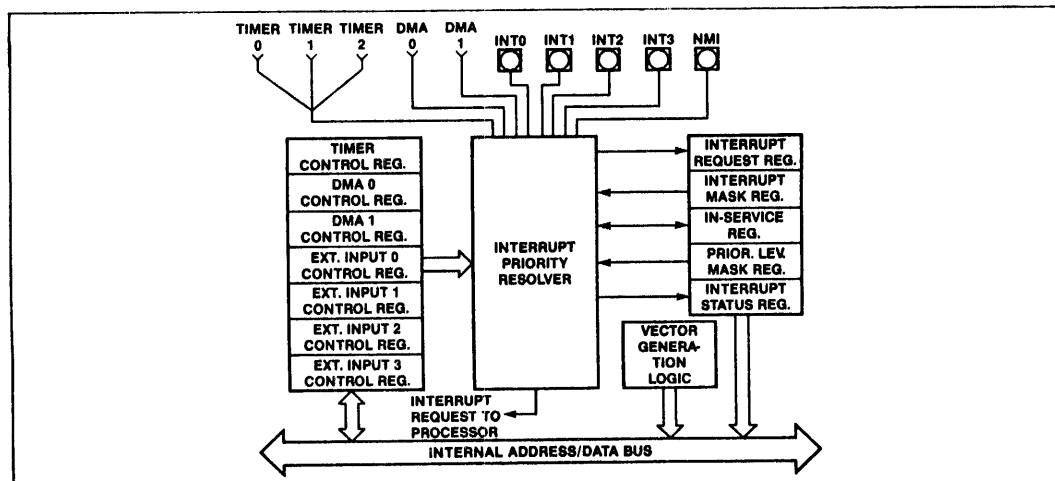 TIMER TIMER TIMER DMA DMA
0 1 2 0 1
INT0 INT1 INT2 INT3 NMI
TIMER
CONTROL REG.
DMA 0
CONTROL REG.
DMA 1
CONTROL REG.
EXT. INPUT 0
CONTROL REG.
EXT. INPUT 1
CONTROL REG.
EXT. INPUT 2
CONTROL REG.
EXT. INPUT 3
CONTROL REG.
INTERRUPT
PRIORITY
RESOLVER
INTERRUPT
REQUEST REG.
INTERRUPT
MASK REG.
IN-SERVICE
REG.
PRIOR. LEV.
MASK REG.
INTERRUPT
STATUS REG.
VECTOR
GENERA-
TION
LOGIC
INTERRUPT
REQUEST TO
PROCESSOR
INTERNAL ADDRESS/DATA BUS